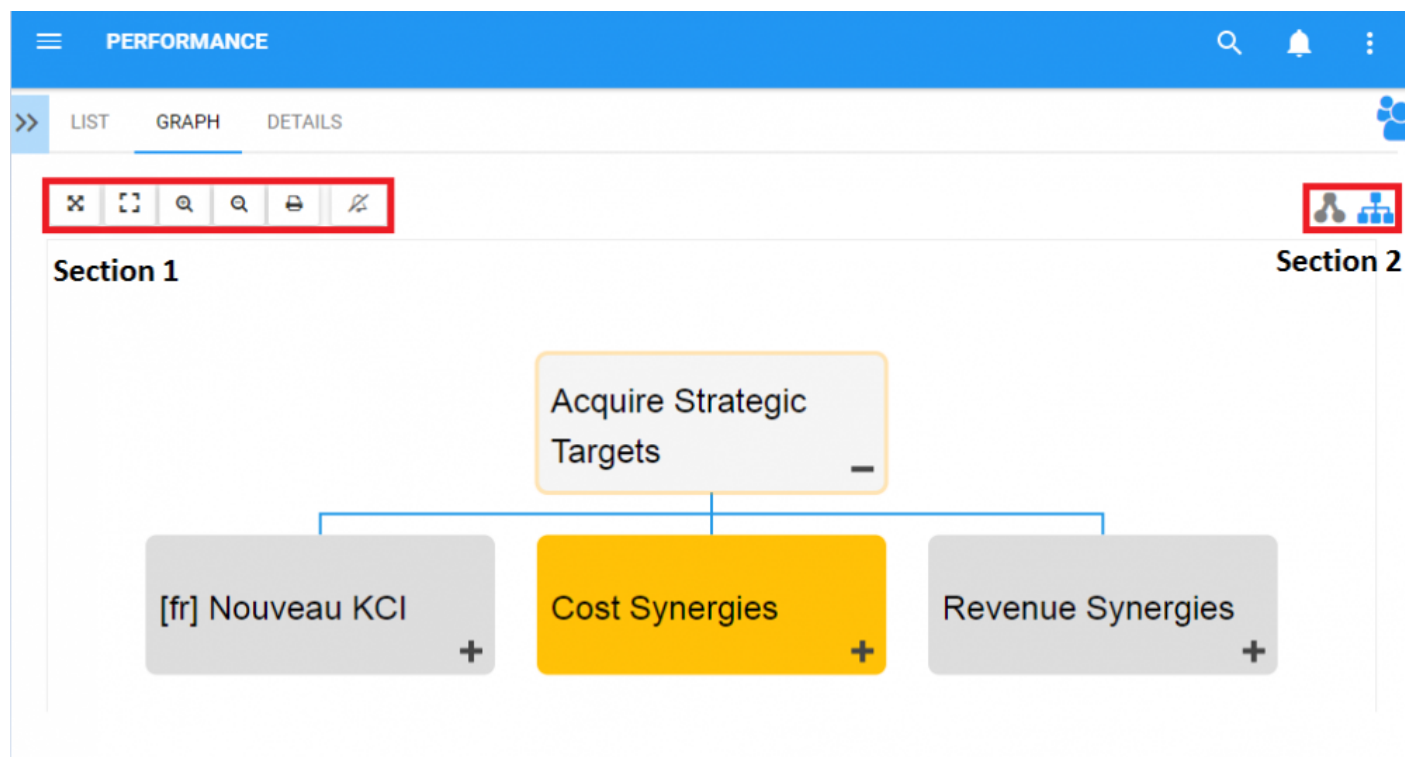 PERFORMANCE
LIST GRAPH DETAILS
Section 1
Section 2
Acquire Strategic
Targets
[fr] Nouveau KCI
Cost Synergies
Revenue Synergies